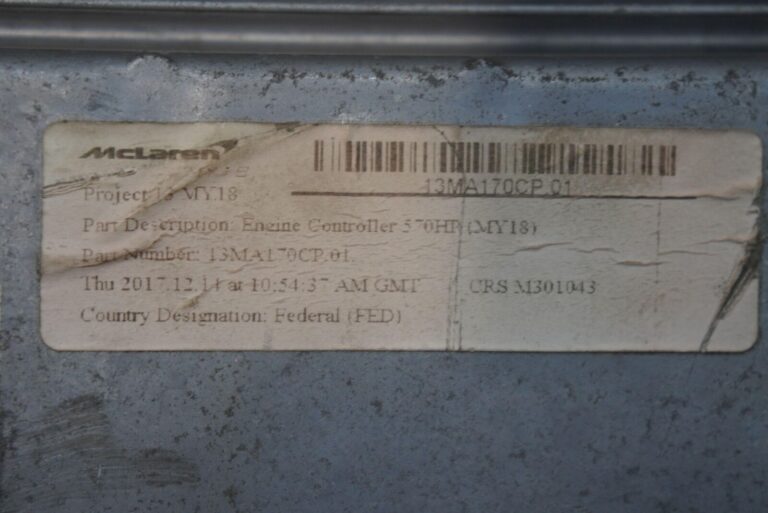 McLaren
13MA170CP.01
Project 13 MY18
Part Description: Engine Controller 570HP (MY18)
Part Number: 13MA170CP.01
Thu 2017.12.14 at 10:54:37 AM GMT CRS M301043
Country Designation: Federal (FED)